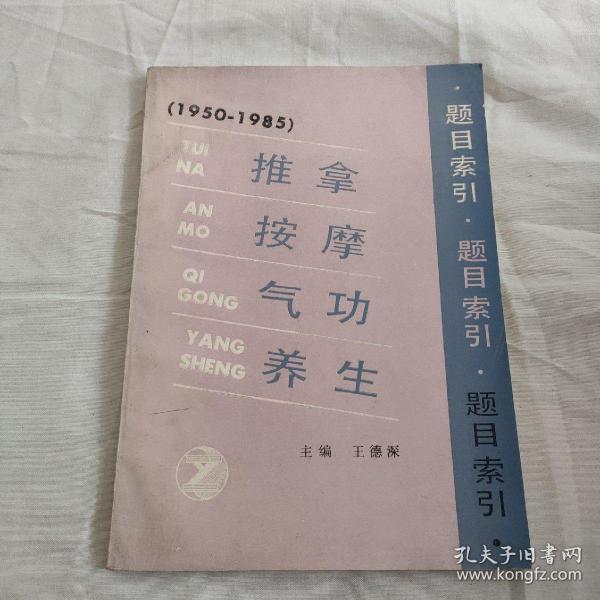 (1950-1985)
TUI
NA
推拿
AN
MO
按摩
QI
GONG
气功
YANG
SHENG
养生
主编 王德深
·题目索引·题目索引·题目索引·
孔夫子旧书网
www.kongfz.com